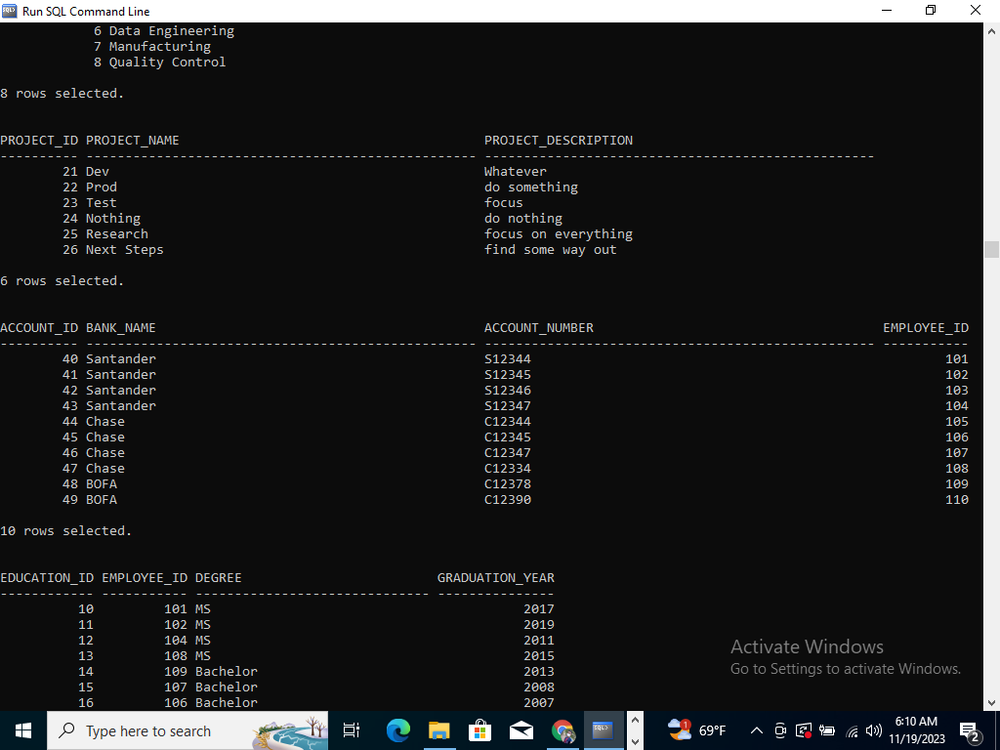 Run SQL Command Line
6 Data Engineering
7 Manufacturing
8 Quality Control
8 rows selected.
PROJECT_ID PROJECT_NAME PROJECT_DESCRIPTION
---------- -------------------------------------------------- --------------------------------------------------
21 Dev Whatever
22 Prod do something
23 Test focus
24 Nothing do nothing
25 Research focus on everything
26 Next Steps find some way out
6 rows selected.
ACCOUNT_ID BANK_NAME ACCOUNT_NUMBER EMPLOYEE_ID
---------- -------------------------------------------------- -------------------------------------------------- -----------
40 Santander S12344 101
41 Santander S12345 102
42 Santander S12346 103
43 Santander S12347 104
44 Chase C12344 105
45 Chase C12345 106
46 Chase C12347 107
47 Chase C12334 108
48 BOFA C12378 109
49 BOFA C12390 110
10 rows selected.
EDUCATION_ID EMPLOYEE_ID DEGREE GRADUATION_YEAR
------------ ----------- ------------------------------ ---------------
10 101 MS 2017
11 102 MS 2019
12 104 MS 2011
13 108 MS 2015
14 109 Bachelor 2013
15 107 Bachelor 2008
16 106 Bachelor 2007
Activate Windows
Go to Settings to activate Windows.
Type here to search
1
69°F
6:10 AM
11/19/2023
2